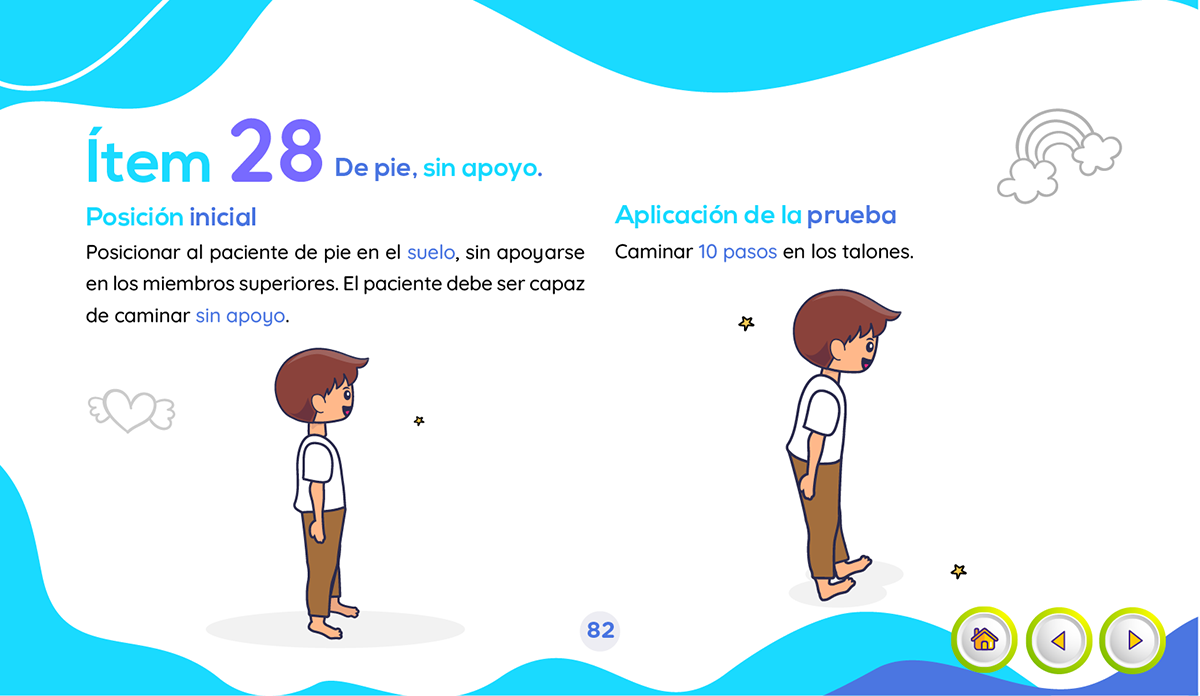 Ítem 28 De pie, sin apoyo.
Posición inicial
Posicionar al paciente de pie en el suelo, sin apoyarse
en los miembros superiores. El paciente debe ser capaz
de caminar sin apoyo.
Aplicación de la prueba
Caminar 10 pasos en los talones.
82